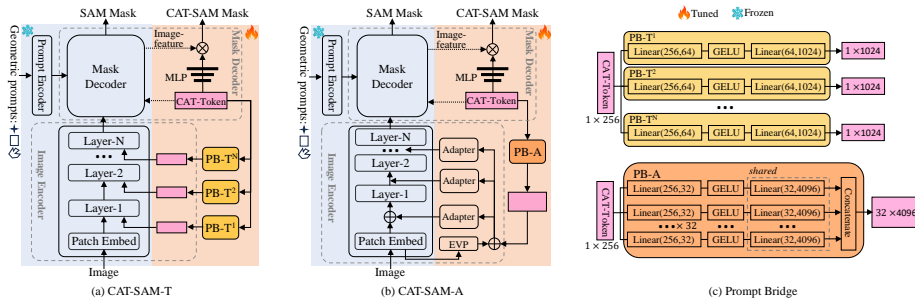 SAM Mask
CAT-SAM Mask
Image-feature
Mask Decoder
Geometric prompts:
Prompt Encoder
Mask Decoder
MLP
CAT-Token
Image Encoder
Layer-N
...
Layer-2
Layer-1
Patch Embed
PB-T^N
PB-T^2
PB-T^1
Image
(a) CAT-SAM-T
SAM Mask
CAT-SAM Mask
Image-feature
Mask Decoder
Geometric prompts:
Prompt Encoder
Mask Decoder
MLP
CAT-Token
Image Encoder
Layer-N
...
Layer-2
Layer-1
Patch Embed
Adapter
Adapter
Adapter
EVP
PB-A
Image
(b) CAT-SAM-A
Tuned
Frozen
CAT-Token
1×256
PB-T^1
Linear(256,64) GELU Linear(64,1024)
1×1024
PB-T^2
Linear(256,64) GELU Linear(64,1024)
1×1024
...
PB-T^N
Linear(256,64) GELU Linear(64,1024)
1×1024
CAT-Token
1×256
PB-A
shared
Linear(256,32) GELU Linear(32,4096)
Linear(256,32) GELU Linear(32,4096)
...×32 ... ...
Linear(256,32) GELU Linear(32,4096)
Concatenate
32×4096
(c) Prompt Bridge